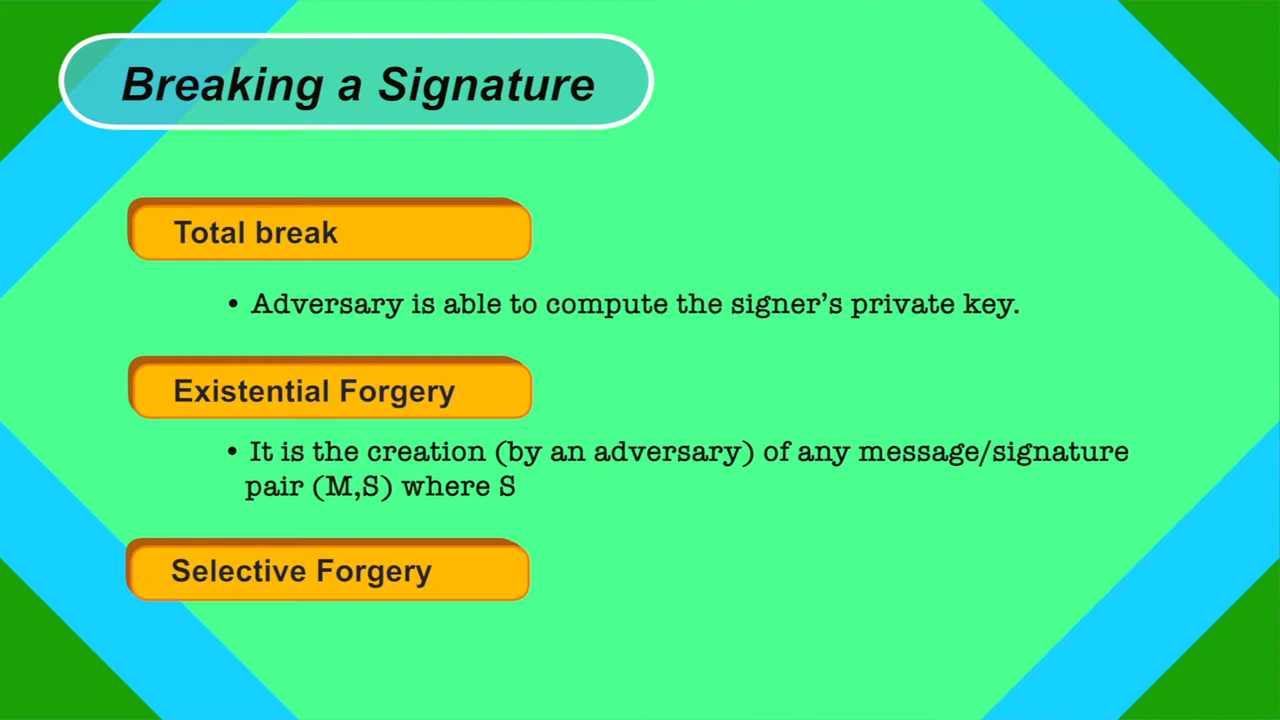 Breaking a Signature
Total break
• Adversary is able to compute the signer’s private key.
Existential Forgery
• It is the creation (by an adversary) of any message/signature
pair (M,S) where S
Selective Forgery